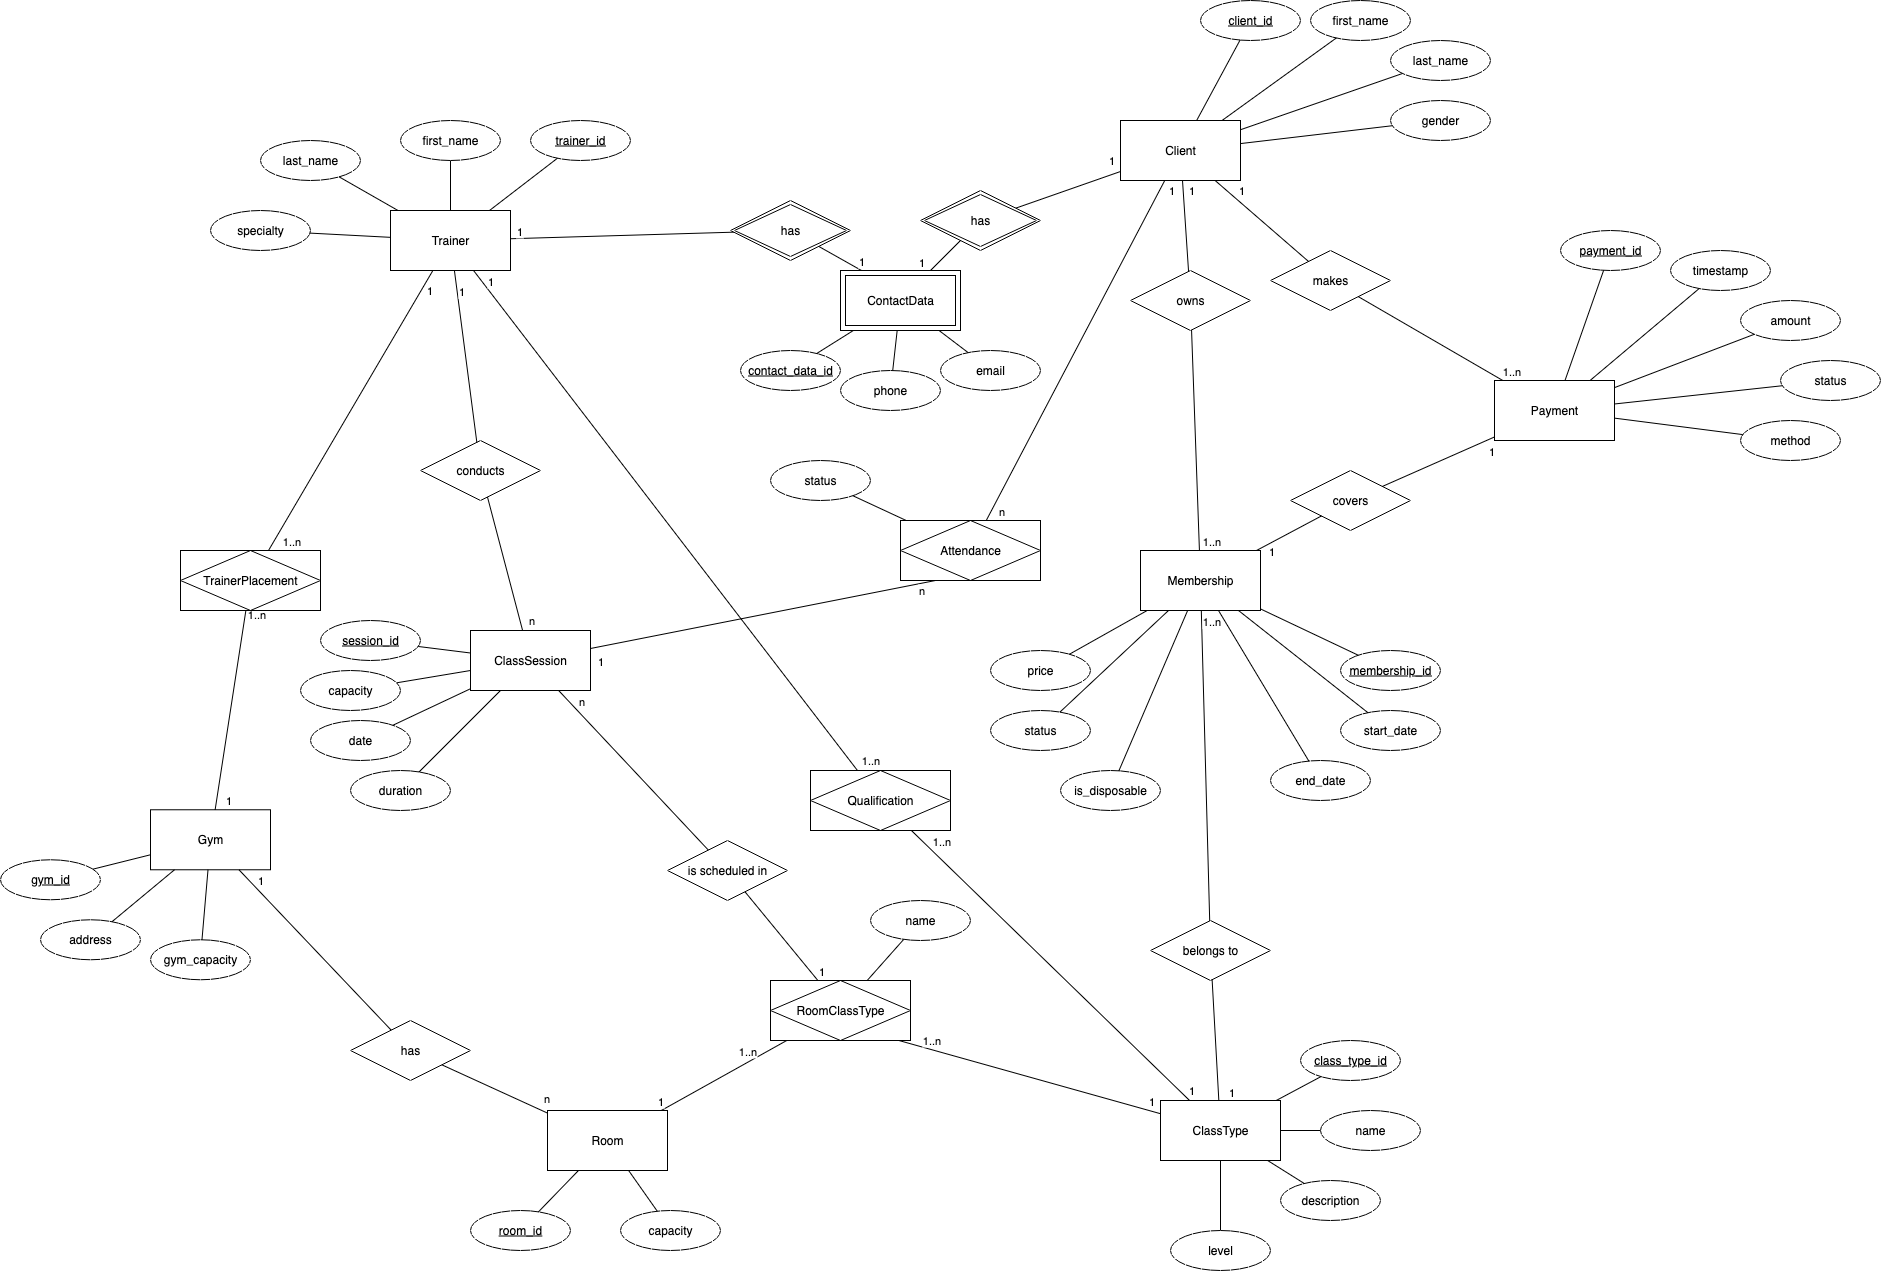 client_id
first_name
last_name
gender
Client
1
1
1
1
last_name
first_name
trainer_id
specialty
Trainer
1
1
1
1
has
has
1
1
ContactData
contact_data_id
phone
email
owns
makes
payment_id
timestamp
amount
status
method
1..n
Payment
1
covers
conducts
status
n
Attendance
n
1..n
TrainerPlacement
1..n
1..n
1
Membership
1..n
price
status
is_disposable
end_date
start_date
membership_id
session_id
capacity
date
duration
n
ClassSession
1
n
1..n
Qualification
1..n
1
Gym
1
gym_id
address
gym_capacity
is scheduled in
name
belongs to
1
RoomClassType
1..n
1..n
has
n
1
Room
room_id
capacity
1
1
1
ClassType
class_type_id
name
description
level